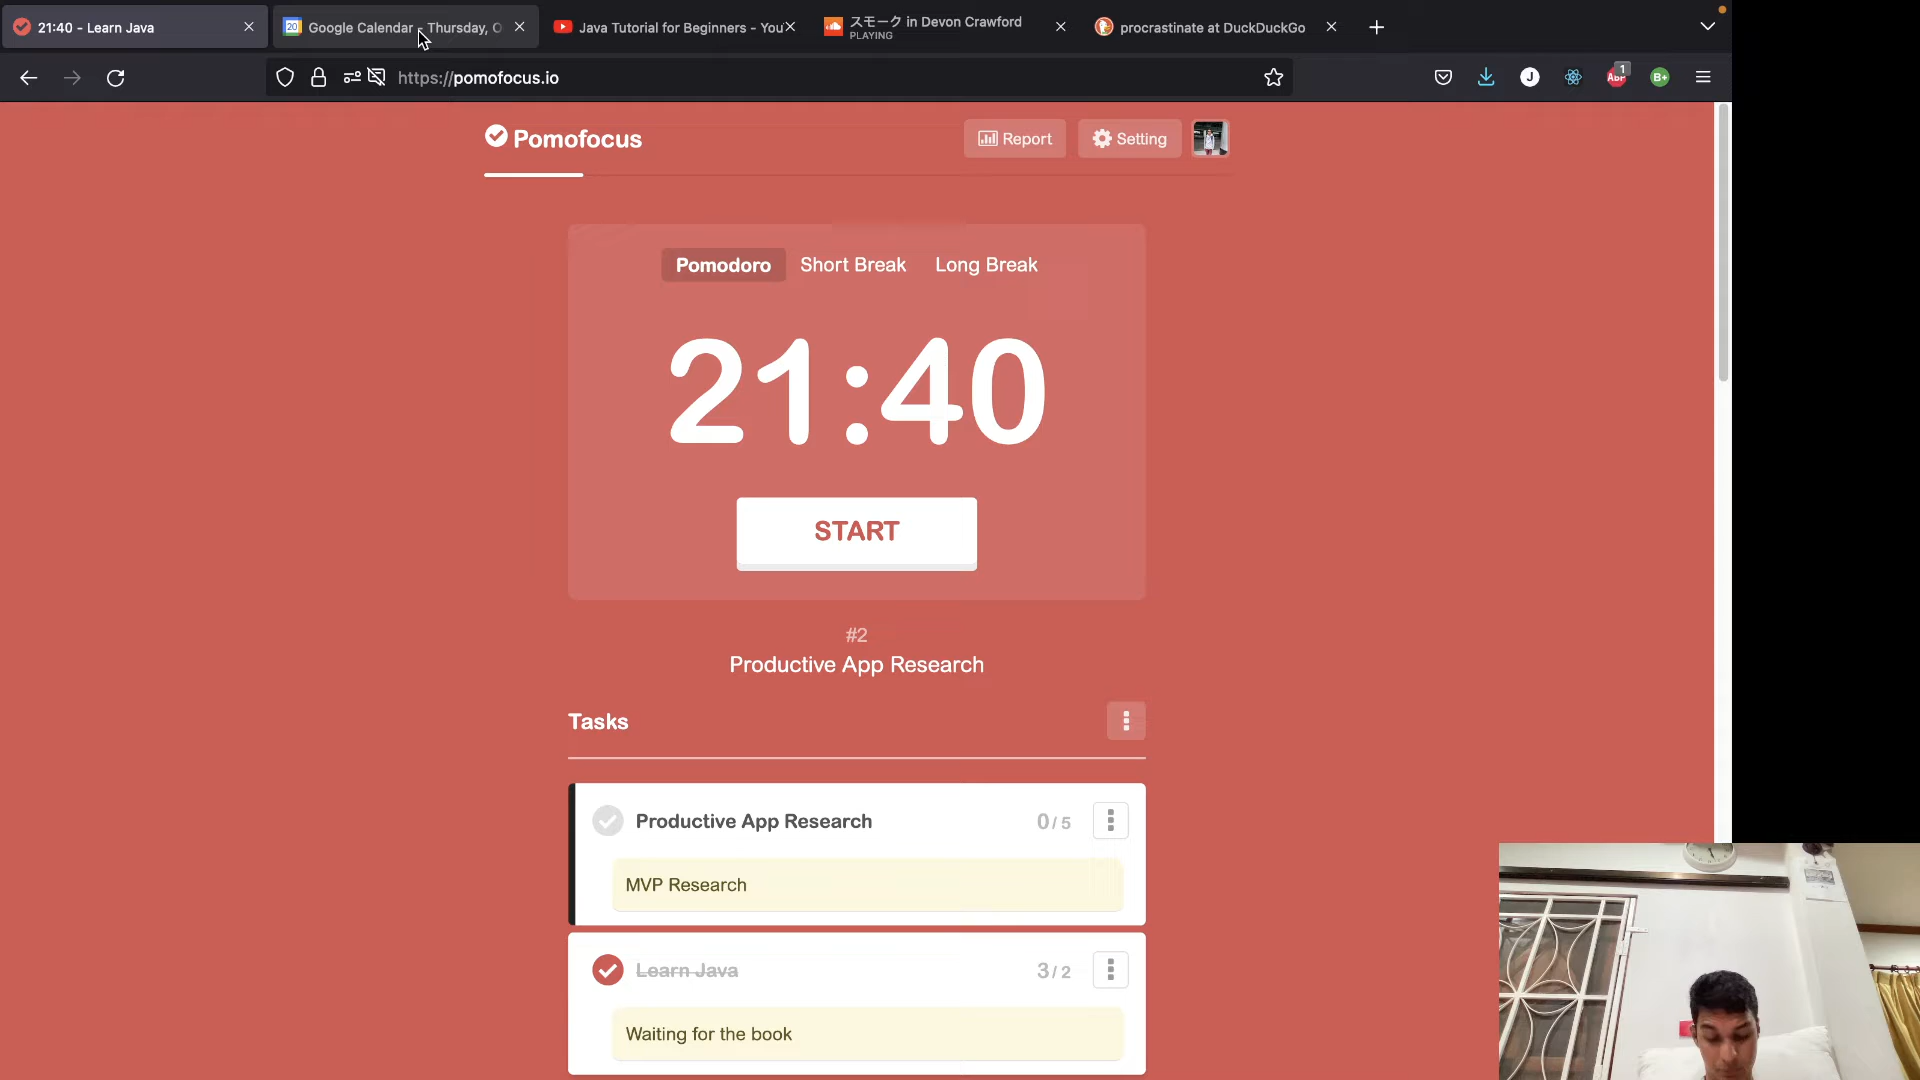 21:40 - Learn Java
20 Google Calendar - Thursday, O
Java Tutorial for Beginners - You
スモーク in Devon Crawford
PLAYING
procrastinate at DuckDuckGo
https://pomofocus.io
J
ABP
1
B+
Pomofocus
Report
Setting
Pomodoro
Short Break
Long Break
21:40
START
#2
Productive App Research
Tasks
Productive App Research
0/5
MVP Research
Learn Java
3/2
Waiting for the book